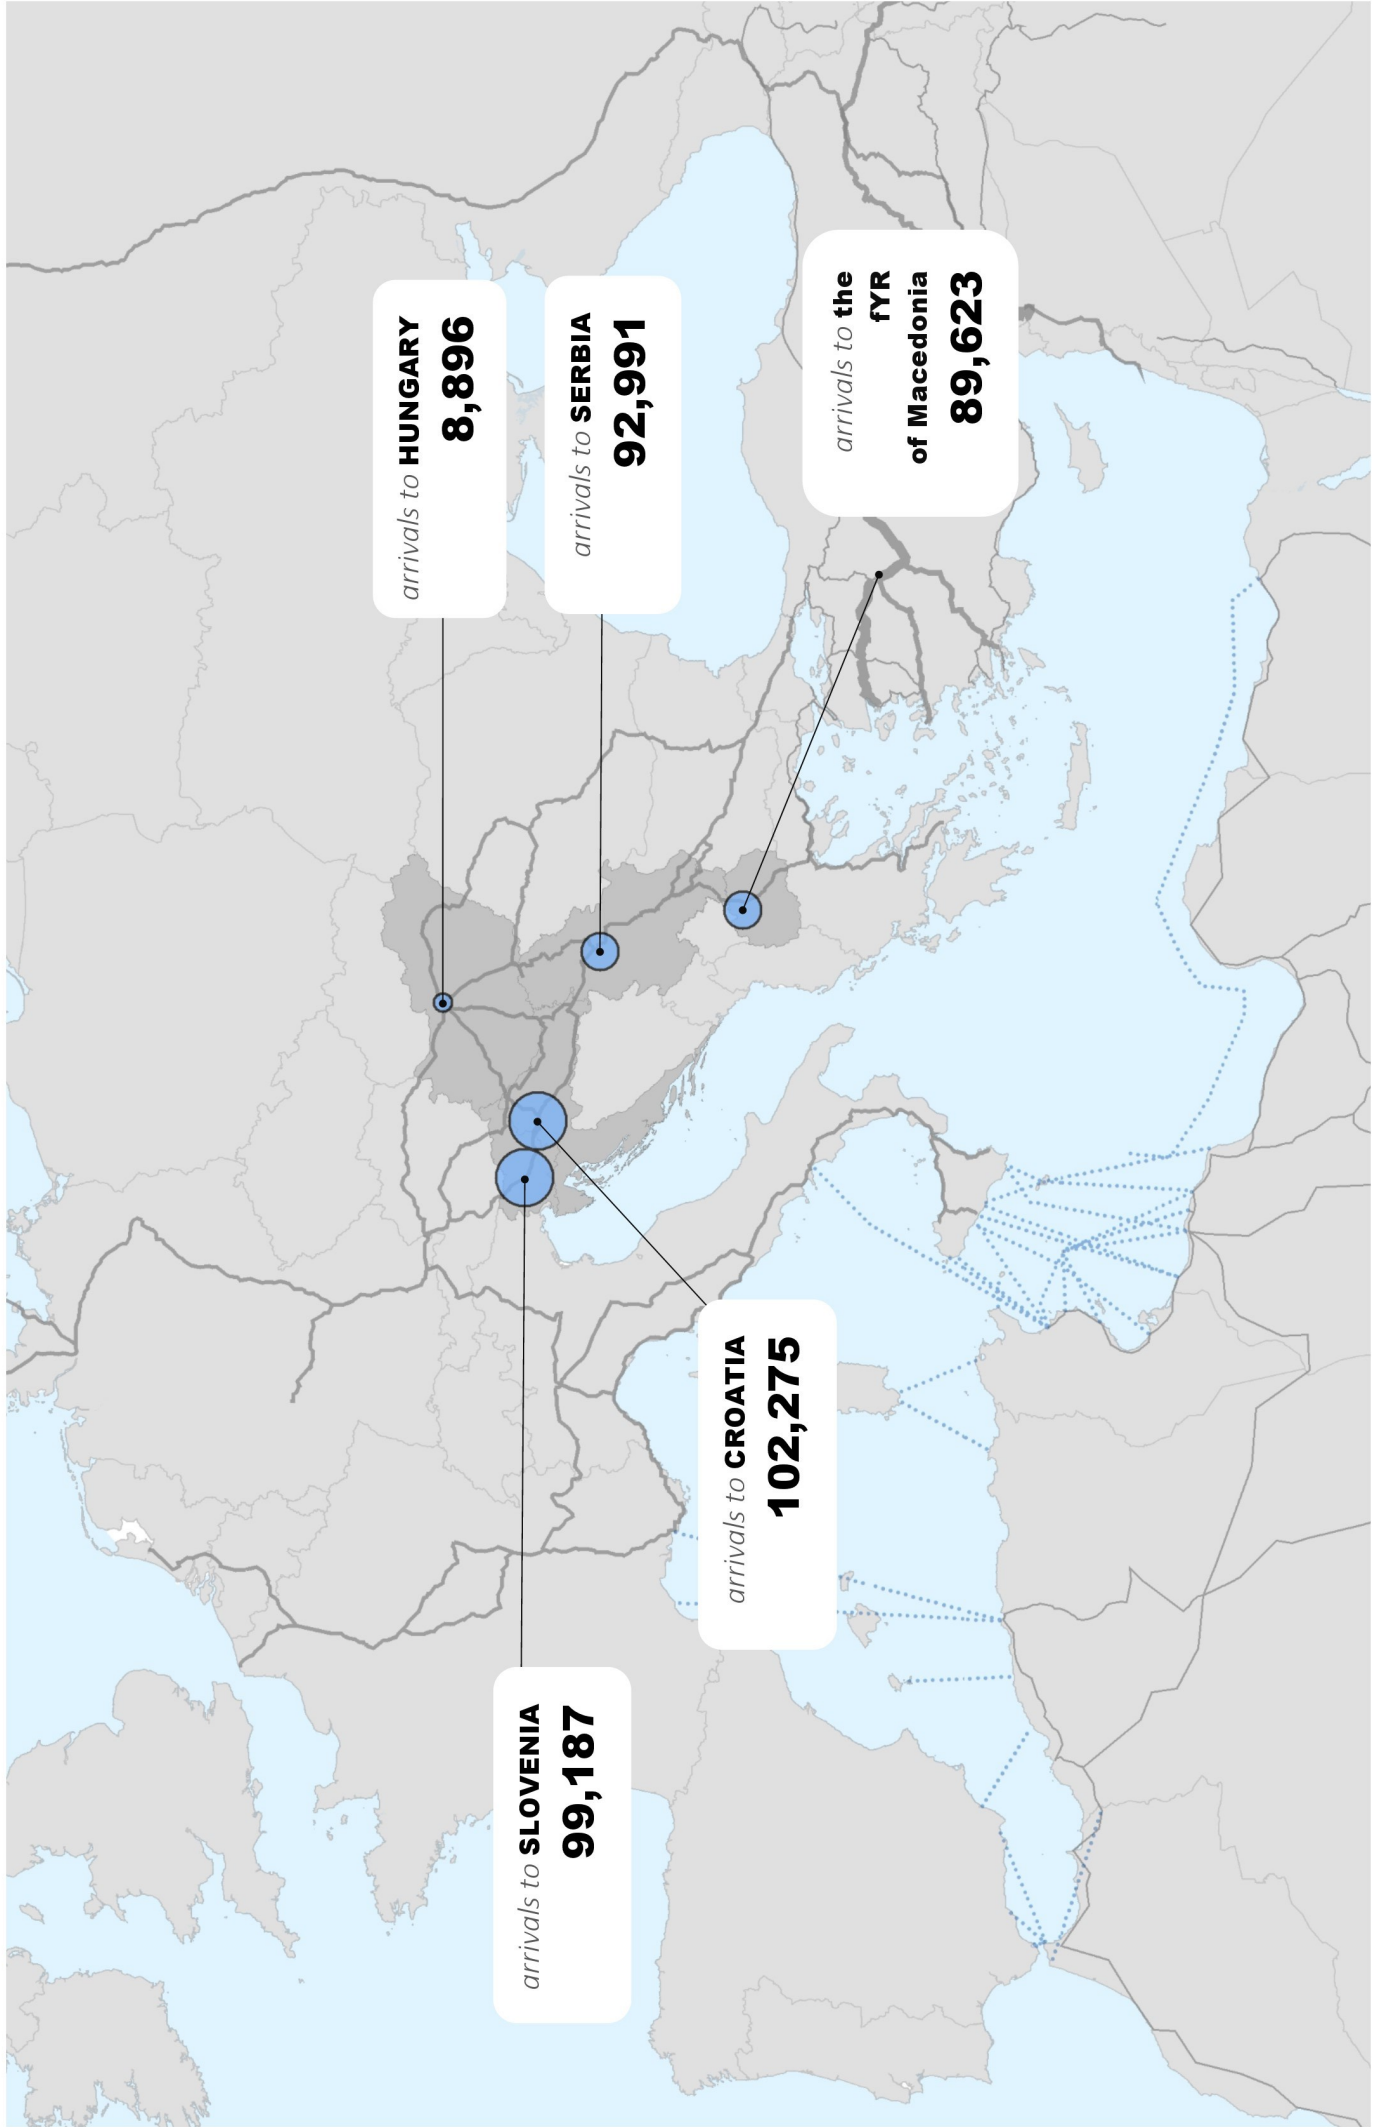 arrivals to HUNGARY
8,896
arrivals to SERBIA
92,991
arrivals to the
fYR
of Macedonia
89,623
arrivals to SLOVENIA
99,187
arrivals to CROATIA
102,275